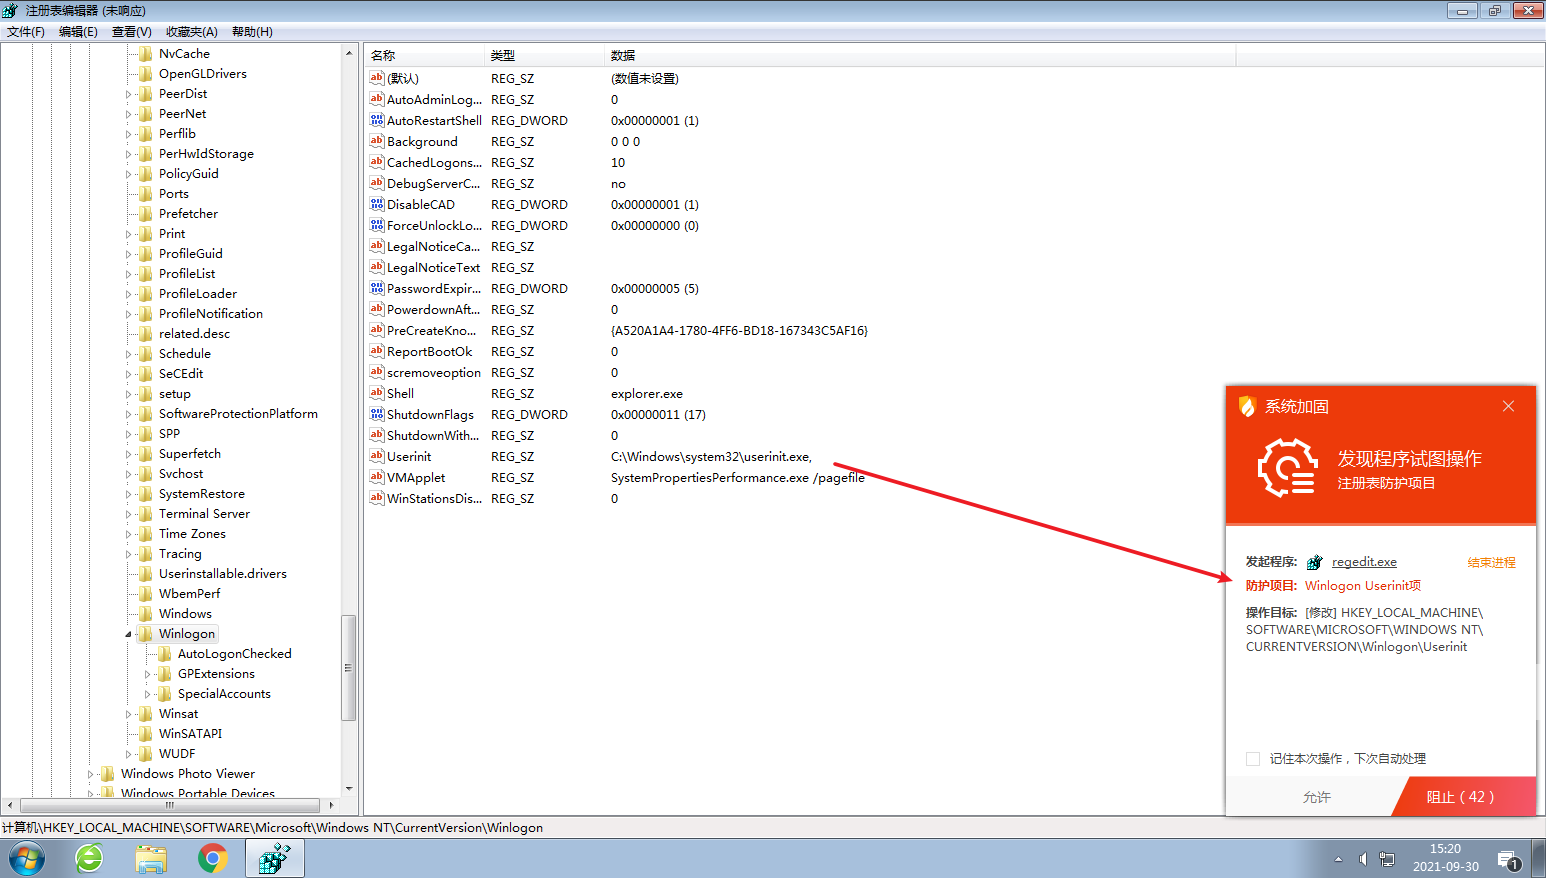 注册表编辑器 (未响应)
文件(F) 编辑(E) 查看(V) 收藏夹(A) 帮助(H)
NvCache
OpenGLDrivers
PeerDist
PeerNet
Perflib
PerHwIdStorage
PolicyGuid
Ports
Prefetcher
Print
ProfileGuid
ProfileList
ProfileLoader
ProfileNotification
related.desc
Schedule
SeCEdit
setup
SoftwareProtectionPlatform
SPP
Superfetch
Svchost
SystemRestore
Terminal Server
Time Zones
Tracing
Userinstallable.drivers
WbemPerf
Windows
Winlogon
AutoLogonChecked
GPExtensions
SpecialAccounts
Winsat
WinSATAPI
WUDF
Windows Photo Viewer
Windows Portable Devices
名称 类型 数据
(默认) REG_SZ (数值未设置)
AutoAdminLog... REG_SZ 0
AutoRestartShell REG_DWORD 0x00000001 (1)
Background REG_SZ 0 0 0
CachedLogons... REG_SZ 10
DebugServerC... REG_SZ no
DisableCAD REG_DWORD 0x00000001 (1)
ForceUnlockLo... REG_DWORD 0x00000000 (0)
LegalNoticeCa... REG_SZ
LegalNoticeText REG_SZ
PasswordExpir... REG_DWORD 0x00000005 (5)
PowerdownAft... REG_SZ 0
PreCreateKno... REG_SZ {A520A1A4-1780-4FF6-BD18-167343C5AF16}
ReportBootOk REG_SZ 0
scremoveoption REG_SZ 0
Shell REG_SZ explorer.exe
ShutdownFlags REG_DWORD 0x00000011 (17)
ShutdownWith... REG_SZ 0
Userinit REG_SZ C:\Windows\system32\userinit.exe,
VMApplet REG_SZ SystemPropertiesPerformance.exe /pagefile
WinStationsDis... REG_SZ 0
系统加固
发现程序试图操作
注册表防护项目
发起程序: regedit.exe 结束进程
防护项目: Winlogon Userinit项
操作目标: [修改] HKEY_LOCAL_MACHINE\
SOFTWARE\MICROSOFT\WINDOWS NT\
CURRENTVERSION\Winlogon\Userinit
记住本次操作，下次自动处理
允许 阻止（42）
计算机\HKEY_LOCAL_MACHINE\SOFTWARE\Microsoft\Windows NT\CurrentVersion\Winlogon
15:20
2021-09-30
1